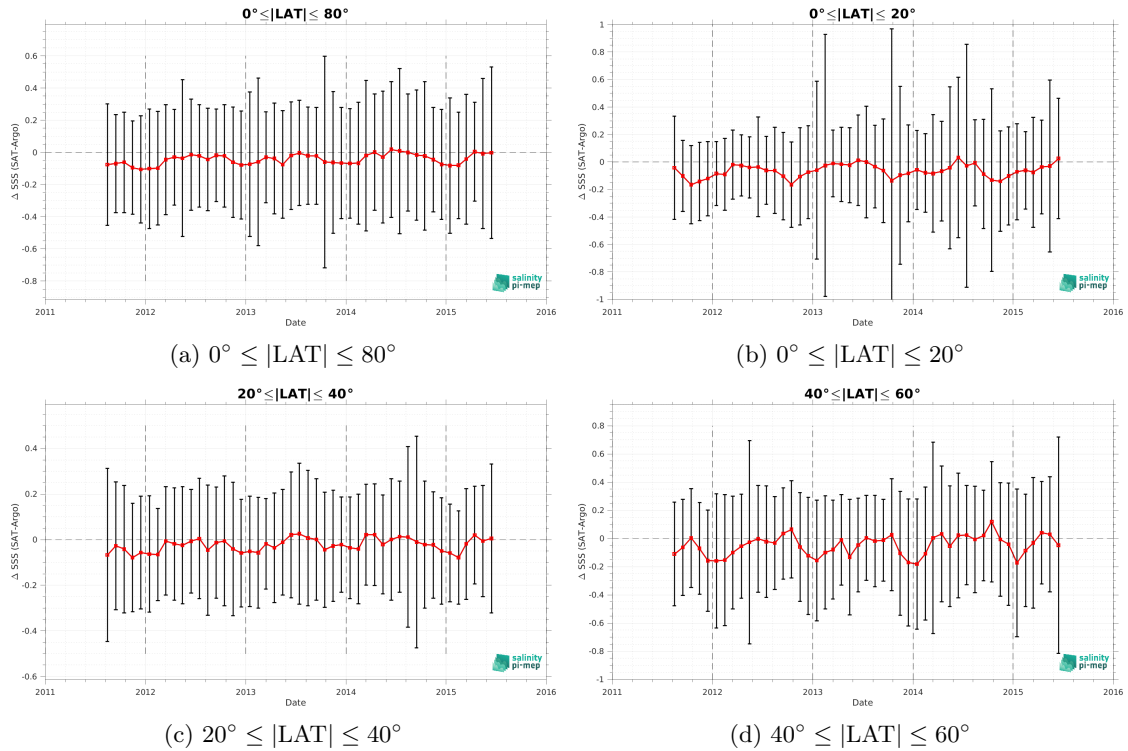 0°≤|LAT|≤ 80°
Δ SSS (SAT-Argo)
0.6
0.4
0.2
0
-0.2
-0.4
-0.6
-0.8
salinity
pi-mep
2011 2012 2013 2014 2015 2016
Date
(a) 0° ≤ |LAT| ≤ 80°
0°≤|LAT|≤ 20°
Δ SSS (SAT-Argo)
1
0.8
0.6
0.4
0.2
0
-0.2
-0.4
-0.6
-0.8
-1
salinity
pi-mep
2011 2012 2013 2014 2015 2016
Date
(b) 0° ≤ |LAT| ≤ 20°
20°≤|LAT|≤ 40°
Δ SSS (SAT-Argo)
0.4
0.2
0
-0.2
-0.4
-0.6
salinity
pi-mep
2011 2012 2013 2014 2015 2016
Date
(c) 20° ≤ |LAT| ≤ 40°
40°≤|LAT|≤ 60°
Δ SSS (SAT-Argo)
0.8
0.6
0.4
0.2
0
-0.2
-0.4
-0.6
-0.8
-1
salinity
pi-mep
2011 2012 2013 2014 2015 2016
Date
(d) 40° ≤ |LAT| ≤ 60°